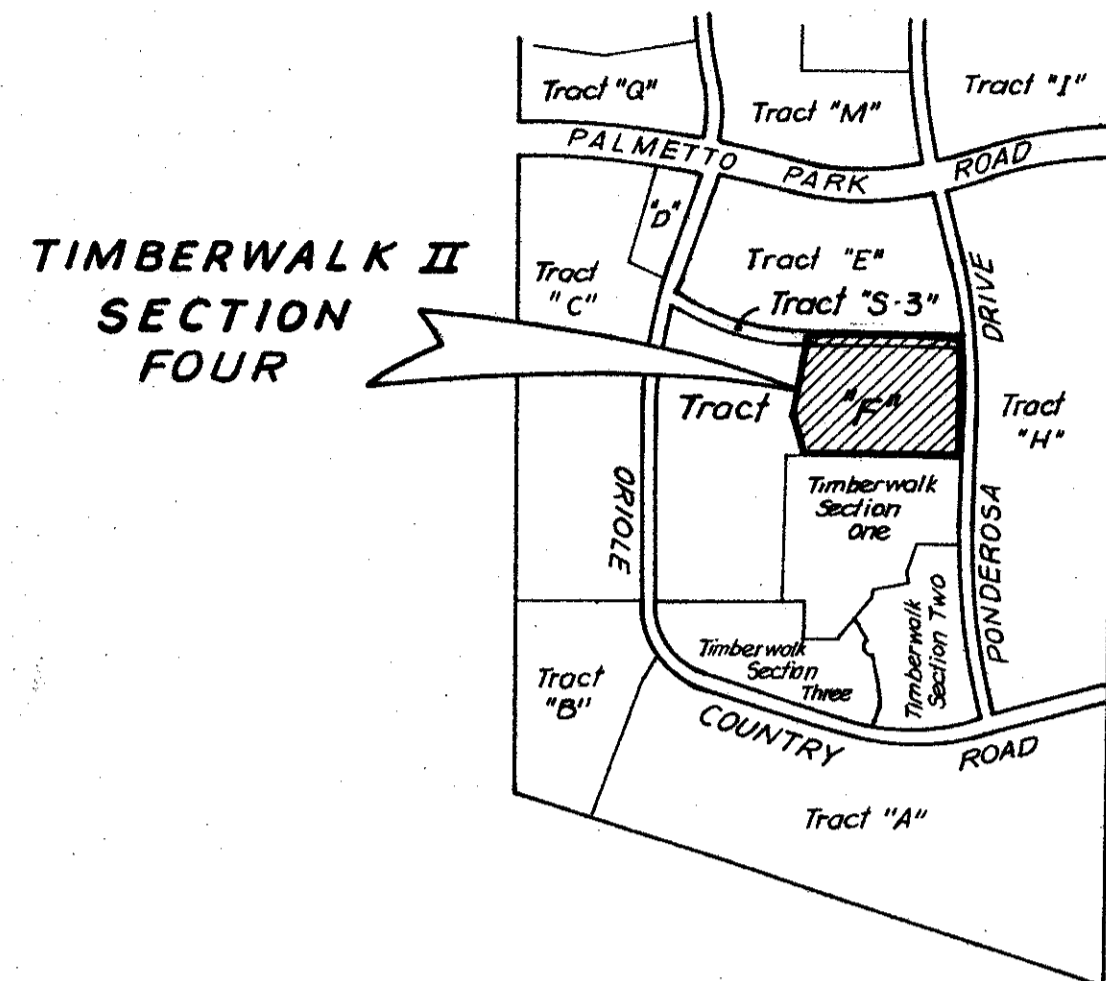 Tract "Q"
Tract "M"
Tract "I"
PALMETTO PARK ROAD
"D"
TIMBERWALK II
SECTION
FOUR
Tract
"C"
Tract "E"
Tract "S-3"
DRIVE
Tract
"F"
Tract
"H"
ORIOLE
Timberwalk
Section
One
PONDEROSA
Timberwalk
Section Two
Timberwalk
Section
Three
Tract
"B"
COUNTRY ROAD
Tract "A"